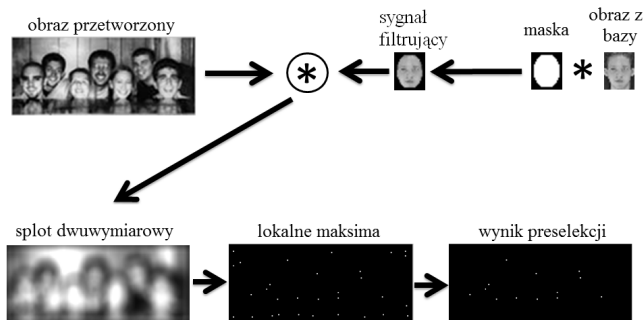 obraz przetworzony
sygnał
filtrujący
maska
obraz z
bazy
*
*
splot dwuwymiarowy
lokalne maksima
wynik preselekcji